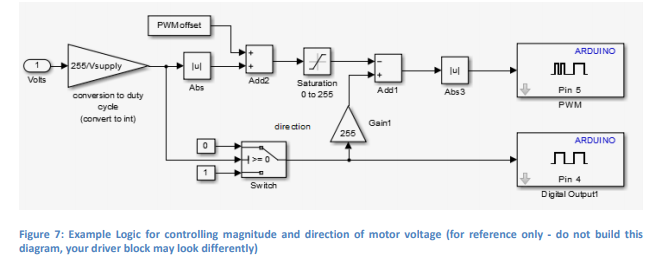 PWMoffset
ARDUINO
1
Volts
255/Vsupply
conversion to duty
cycle
(convert to int)
|u|
Abs
+
+
Add2
Saturation
0 to 255
−
+
Add1
|u|
Abs3
Pin 5
PWM
direction
255
Gain1
0
>= 0
1
Switch
ARDUINO
Pin 4
Digital Output1
Figure 7: Example Logic for controlling magnitude and direction of motor voltage (for reference only - do not build this
diagram, your driver block may look differently)